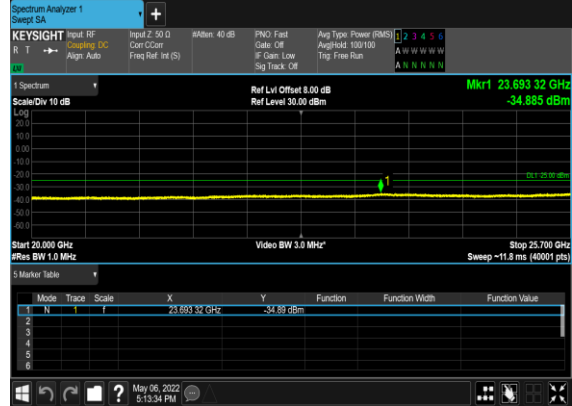 Spectrum Analyzer 1
Swept SA
KEYSIGHT
R T
Input: RF
Coupling: DC
Align: Auto
Input Z: 50 Ω
Corr CCorr
Freq Ref: Int (S)
#Atten: 40 dB
PNO: Fast
Gate: Off
IF Gain: Low
Sig Track: Off
Avg Type: Power (RMS)
Avg|Hold: 100/100
Trig: Free Run
1 2 3 4 5 6
A W W W W W
A N N N N N
1 Spectrum
Scale/Div 10 dB
Ref Lvl Offset 8.00 dB
Ref Level 30.00 dBm
Mkr1 23.693 32 GHz
-34.885 dBm
Log
20.0
10.0
0.00
-10.0
-20.0
-30.0
-40.0
-50.0
-60.0
1
DL1 -25.00 dBm
Start 20.000 GHz
#Res BW 1.0 MHz
Video BW 3.0 MHz*
Stop 25.700 GHz
Sweep ~11.8 ms (40001 pts)
5 Marker Table
Mode Trace Scale X Y Function Function Width Function Value
1 N 1 f 23.693 32 GHz -34.89 dBm
2
3
4
5
6
?
May 06, 2022
5:13:34 PM